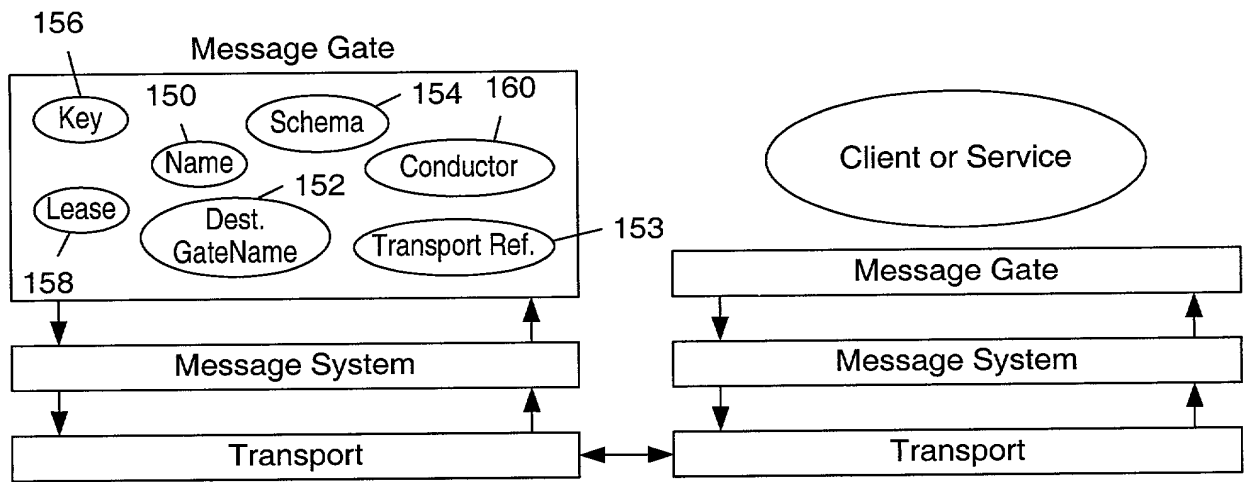 156
Message Gate
150
154
160
Key
Schema
Name
Conductor
Client or Service
152
Lease
Dest.
GateName
Transport Ref.
153
158
Message Gate
Message System
Message System
Transport
Transport